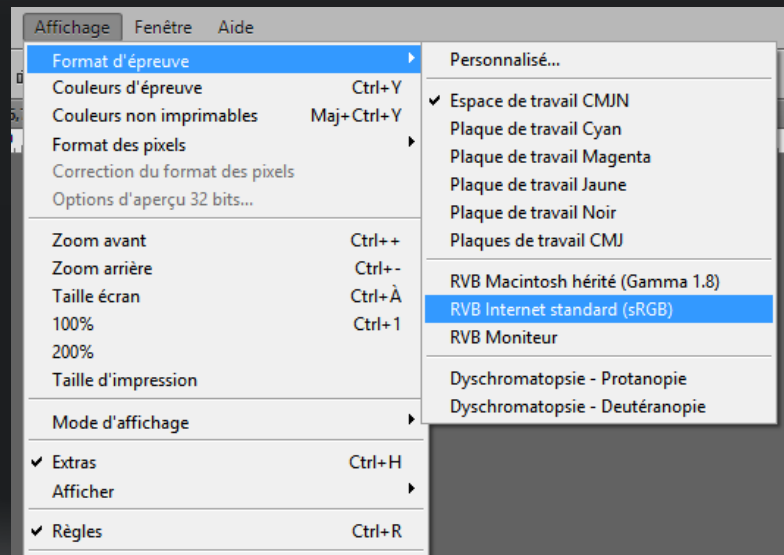 Affichage Fenêtre Aide
Format d'épreuve
Couleurs d'épreuve Ctrl+Y
Couleurs non imprimables Maj+Ctrl+Y
Format des pixels
Correction du format des pixels
Options d'aperçu 32 bits...
Zoom avant Ctrl++
Zoom arrière Ctrl+-
Taille écran Ctrl+À
100% Ctrl+1
200%
Taille d'impression
Mode d'affichage
Extras Ctrl+H
Afficher
Règles Ctrl+R
Personnalisé...
Espace de travail CMJN
Plaque de travail Cyan
Plaque de travail Magenta
Plaque de travail Jaune
Plaque de travail Noir
Plaques de travail CMJ
RVB Macintosh hérité (Gamma 1.8)
RVB Internet standard (sRGB)
RVB Moniteur
Dyschromatopsie - Protanopie
Dyschromatopsie - Deutéranopie